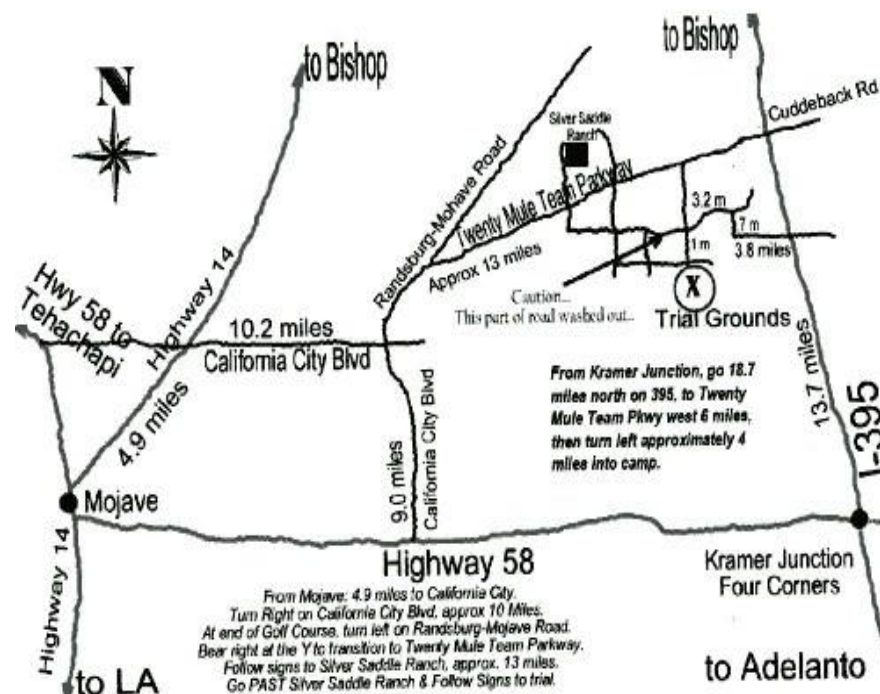 N
to Bishop
to Bishop
Cuddeback Rd
Silver Saddle
Ranch
Randsburg-Mohave Road
Twenty Mule Team Parkway
3.2 m
.7 m
1 m
3.8 miles
Approx 13 miles
Caution...
This part of road washed out...
X
Trial Grounds
Hwy 58 to
Tehachapi
Highway 14
10.2 miles
California City Blvd
4.9 miles
From Kramer Junction, go 18.7
miles north on 395, to Twenty
Mule Team Pkwy west 6 miles,
then turn left approximately 4
miles into camp.
13.7 miles
I-395
9.0 miles
California City Blvd
Mojave
Highway 14
Highway 58
Kramer Junction
Four Corners
From Mojave: 4.9 miles to California City.
Turn Right on California City Blvd, approx 10 Miles.
At end of Golf Course, turn left on Randsburg-Mojave Road.
Bear right at the Y to transition to Twenty Mule Team Parkway.
Follow signs to Silver Saddle Ranch, approx. 13 miles.
Go PAST Silver Saddle Ranch & Follow Signs to trial.
to LA
to Adelanto